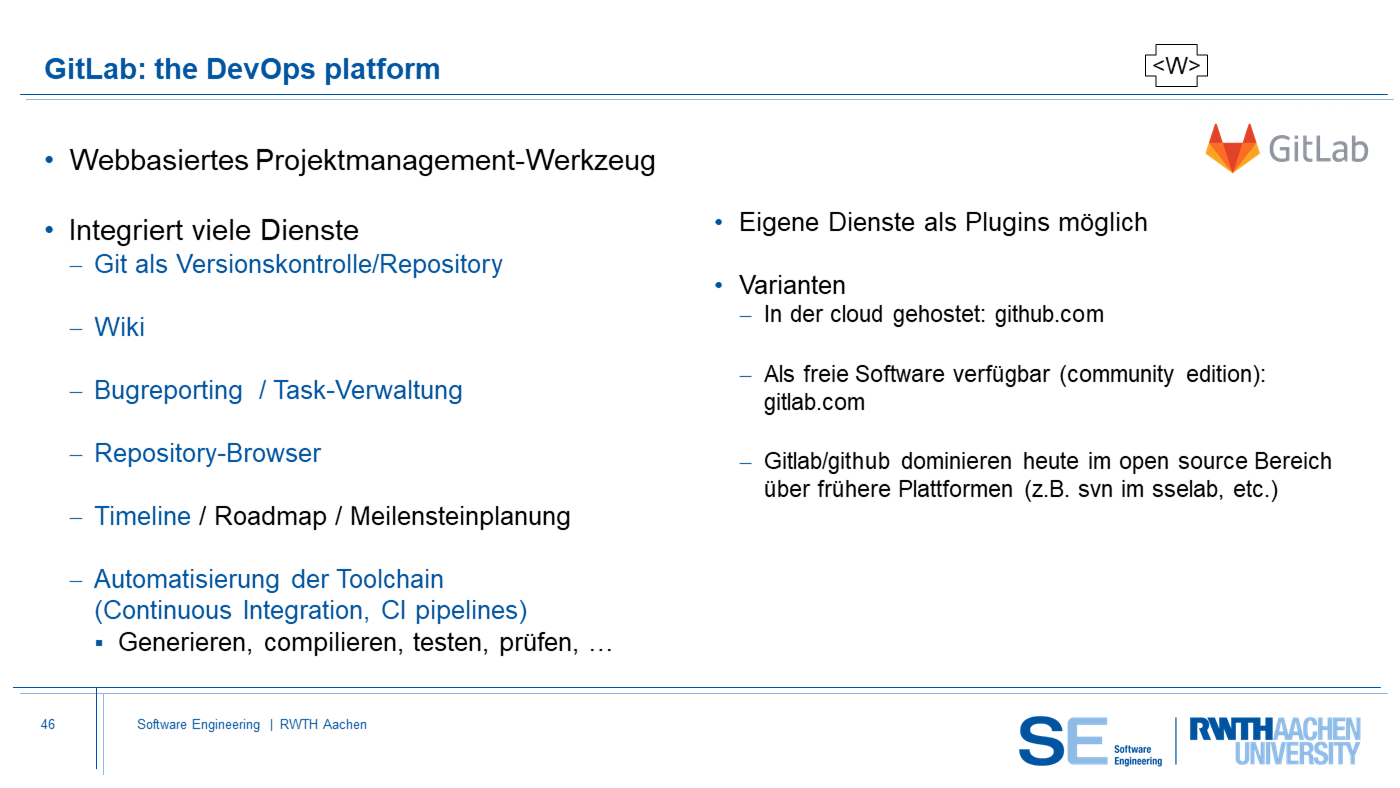 GitLab: the DevOps platform
<W>
GitLab
• Webbasiertes Projektmanagement-Werkzeug
• Integriert viele Dienste
– Git als Versionskontrolle/Repository
– Wiki
– Bugreporting / Task-Verwaltung
– Repository-Browser
– Timeline / Roadmap / Meilensteinplanung
– Automatisierung der Toolchain
(Continuous Integration, CI pipelines)
▪ Generieren, compilieren, testen, prüfen, …
• Eigene Dienste als Plugins möglich
• Varianten
– In der cloud gehostet: github.com
– Als freie Software verfügbar (community edition):
gitlab.com
– Gitlab/github dominieren heute im open source Bereich
über frühere Plattformen (z.B. svn im sselab, etc.)
46
Software Engineering | RWTH Aachen
SE Software
Engineering
RWTHAACHEN
UNIVERSITY